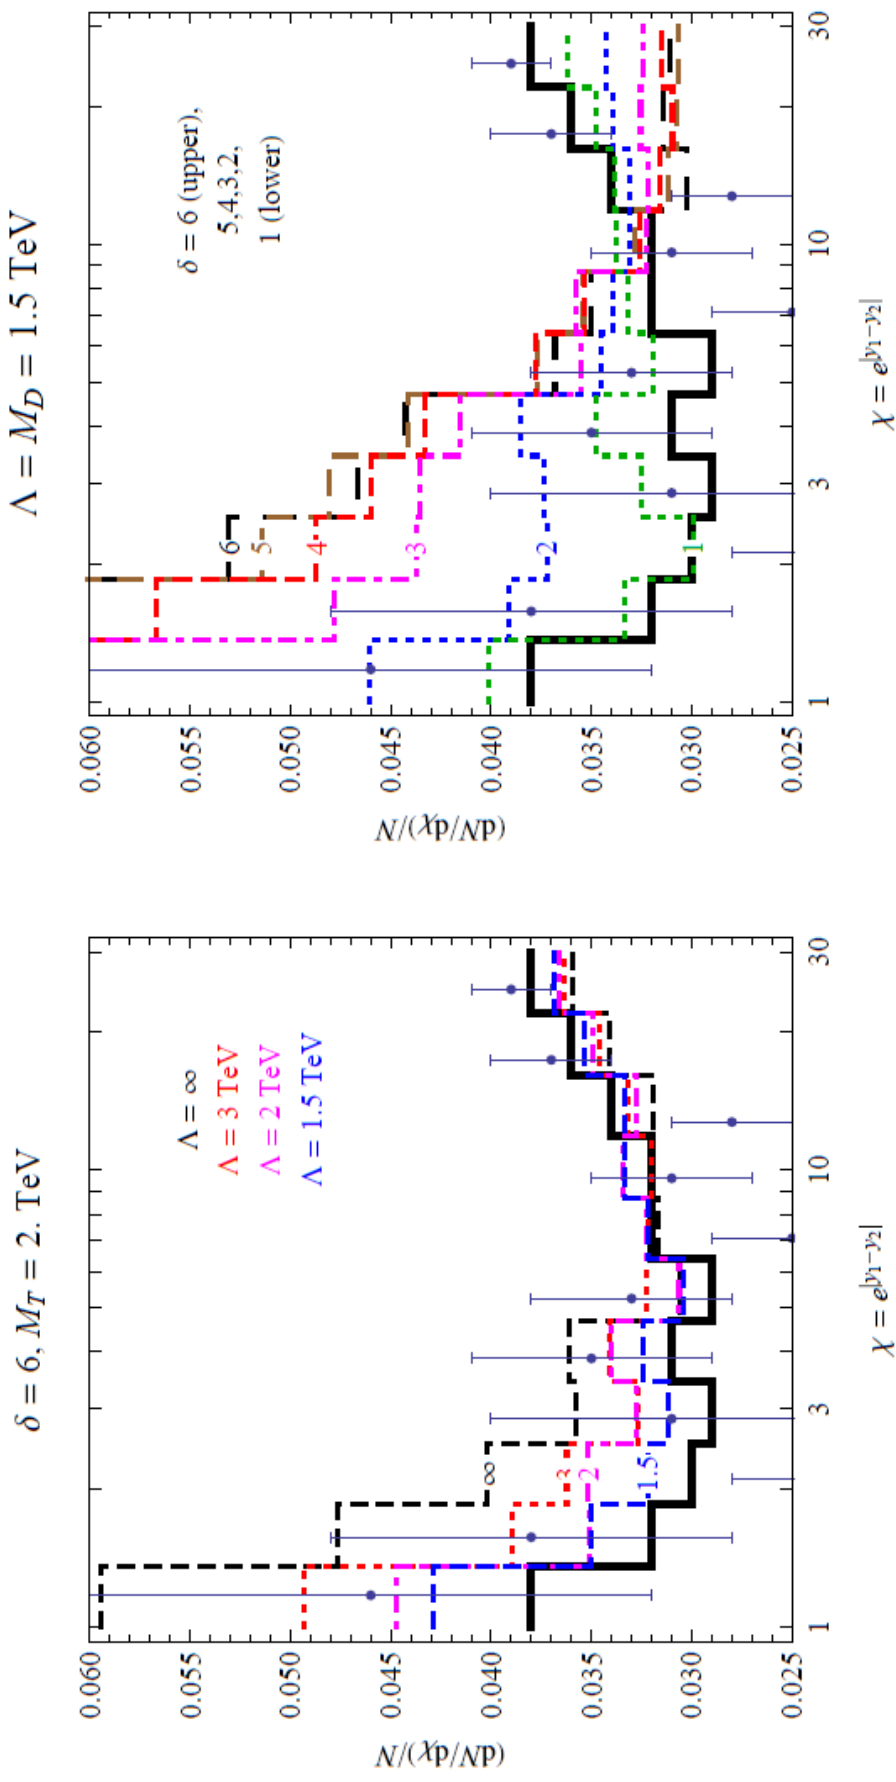 δ = 6, M_T = 2. TeV
(dN/dχ)/N
0.060
0.055
0.050
0.045
0.040
0.035
0.030
0.025
Λ = ∞
Λ = 3 TeV
Λ = 2 TeV
Λ = 1.5 TeV
∞
3
2
1.5
1
3
10
30
χ = e^|y₁−y₂|
Λ = M_D = 1.5 TeV
(dN/dχ)/N
0.060
0.055
0.050
0.045
0.040
0.035
0.030
0.025
δ = 6 (upper),
5,4,3,2,
1 (lower)
6
5
4
3
2
1
1
3
10
30
χ = e^|y₁−y₂|